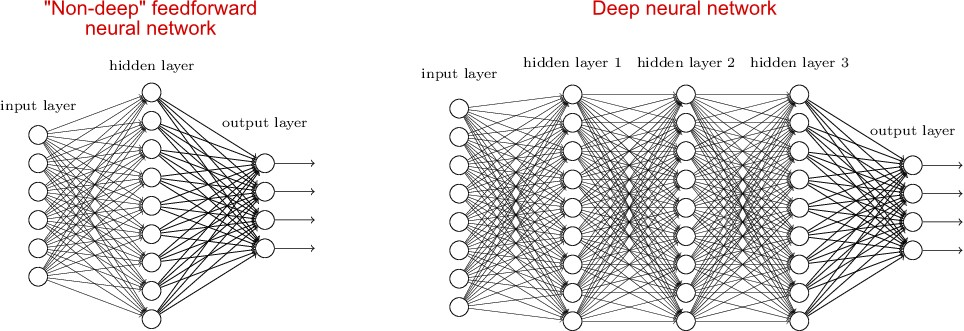 "Non-deep" feedforward
neural network
hidden layer
input layer
output layer
Deep neural network
hidden layer 1 hidden layer 2 hidden layer 3
input layer
output layer